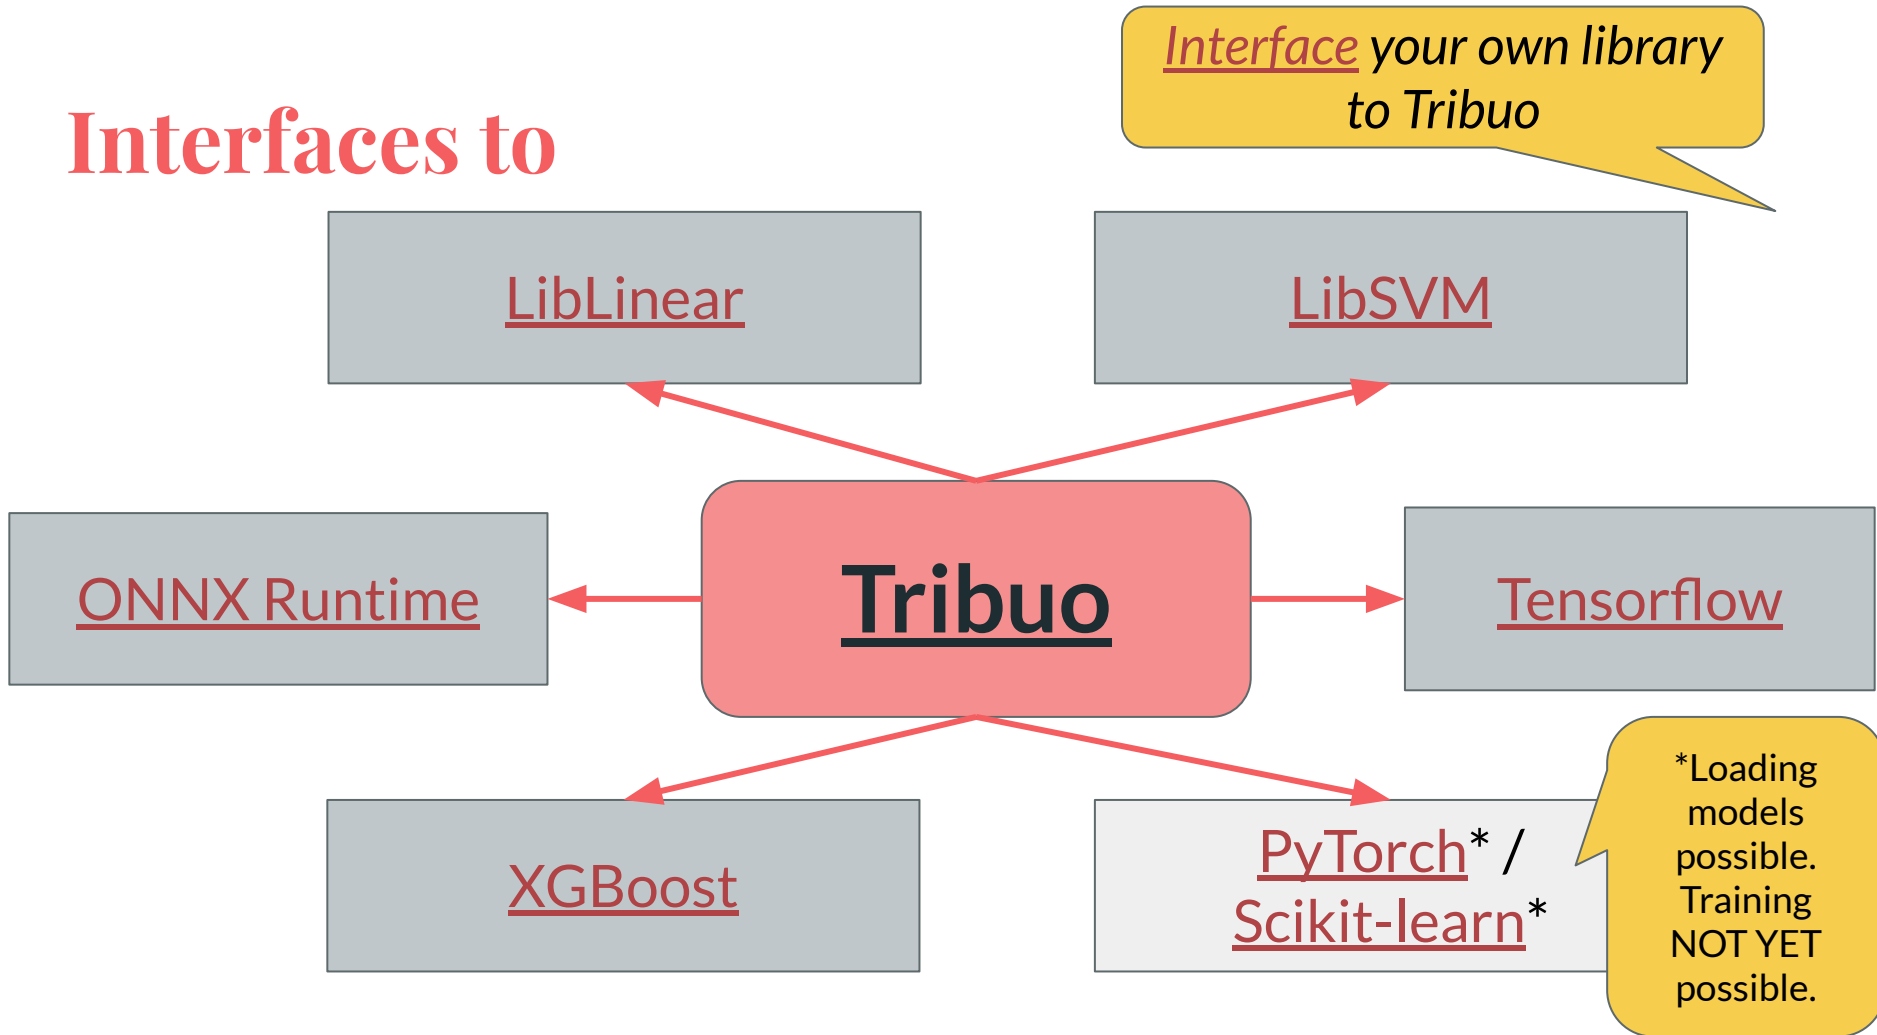 Interface your own library
to Tribuo
Interfaces to
LibLinear
LibSVM
ONNX Runtime
Tribuo
Tensorflow
XGBoost
PyTorch* /
Scikit-learn*
*Loading
models
possible.
Training
NOT YET
possible.